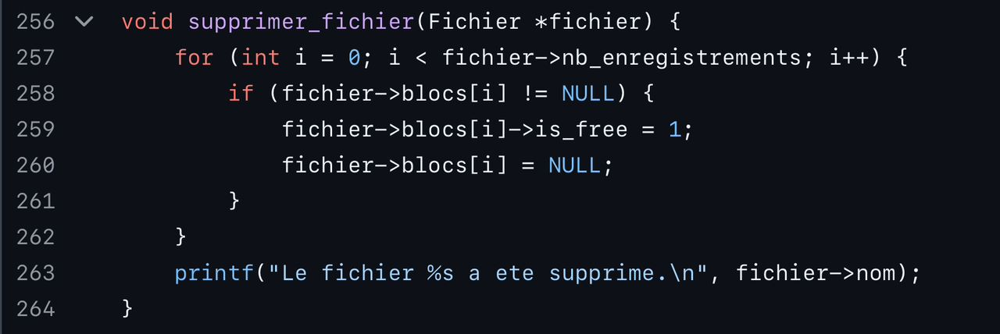 256 void supprimer_fichier(Fichier *fichier) {
257     for (int i = 0; i < fichier->nb_enregistrements; i++) {
258         if (fichier->blocs[i] != NULL) {
259             fichier->blocs[i]->is_free = 1;
260             fichier->blocs[i] = NULL;
261         }
262     }
263     printf("Le fichier %s a ete supprime.\n", fichier->nom);
264 }